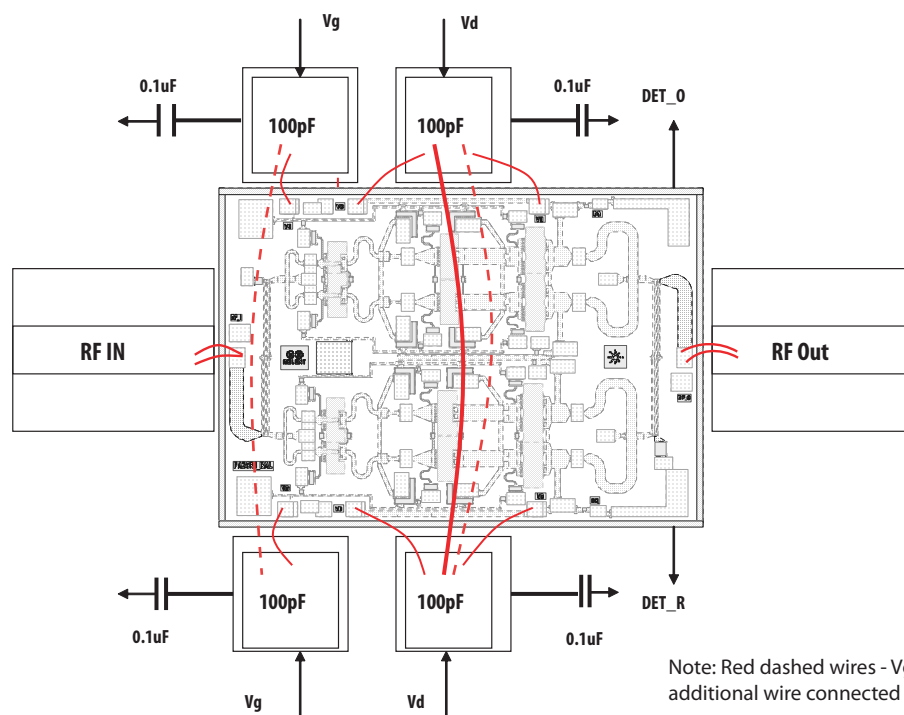 Vg
Vd
0.1uF
0.1uF
DET_O
100pF
100pF
RF IN
RF Out
100pF
100pF
0.1uF
0.1uF
DET_R
Note: Red dashed wires - V
additional wire connected
Vg
Vd